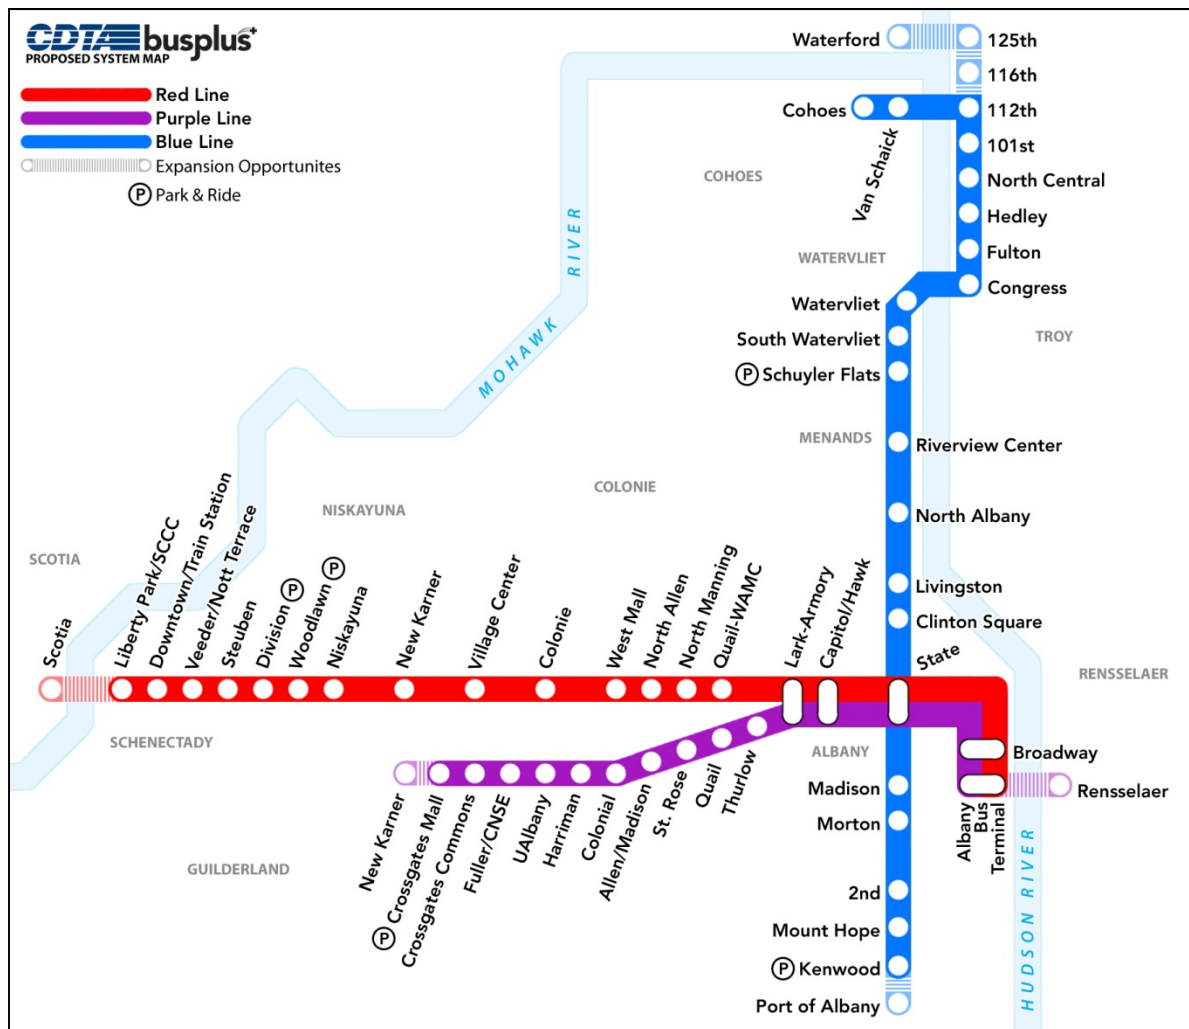 CDTA busplus+
PROPOSED SYSTEM MAP
Red Line
Purple Line
Blue Line
Expansion Opportunites
P Park & Ride
Waterford
125th
116th
Cohoes
Van Schaick
112th
101st
North Central
Hedley
Fulton
Congress
COHOES
WATERVLIET
TROY
MOHAWK
RIVER
Watervliet
South Watervliet
P Schuyler Flats
MENANDS
Riverview Center
North Albany
Livingston
Clinton Square
State
COLONIE
NISKAYUNA
SCOTIA
RENSSELAER
Scotia
Liberty Park/SCCC
Downtown/Train Station
Veeder/Nott Terrace
Steuben
Division P
Woodlawn P
Niskayuna
New Karner
Village Center
Colonie
West Mall
North Allen
North Manning
Quail-WAMC
Lark-Armory
Capitol/Hawk
SCHENECTADY
ALBANY
GUILDERLAND
Broadway
Albany
Bus
Terminal
Rensselaer
New Karner
P Crossgates Mall
Crossgates Commons
Fuller/CNSE
UAlbany
Harriman
Colonial
Allen/Madison
St. Rose
Quail
Thurlow
Madison
Morton
2nd
Mount Hope
P Kenwood
Port of Albany
HUDSON RIVER